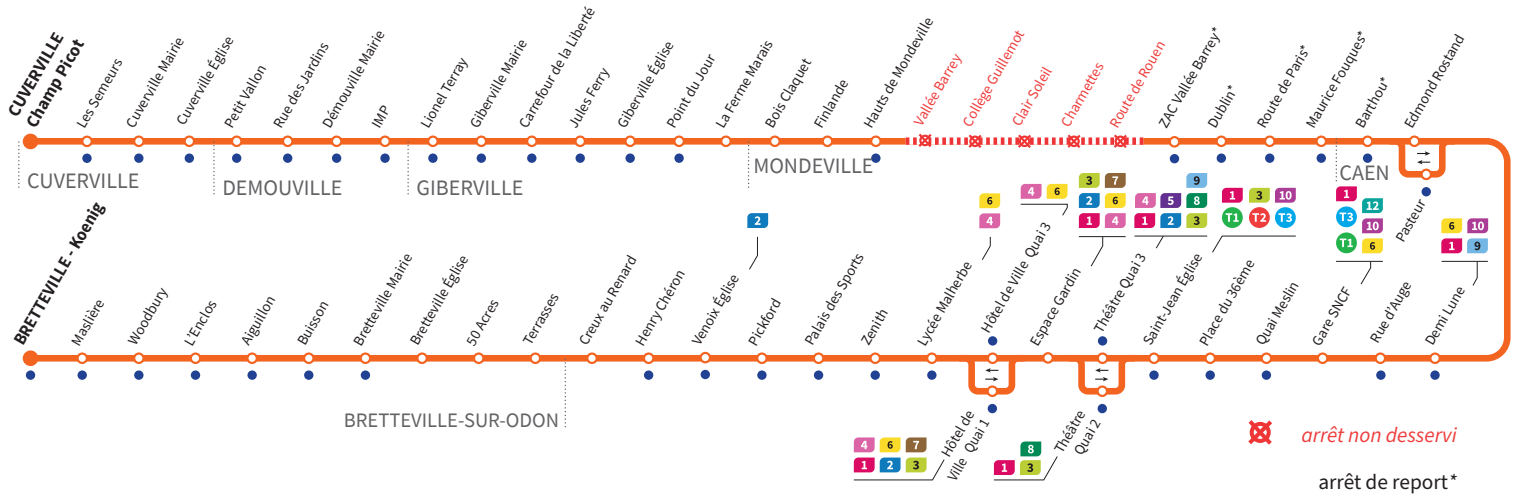 CUVERVILLE
Champ Picot
Les Semeurs
Cuverville Mairie
Cuverville Église
Petit Vallon
Rue des Jardins
Démouville Mairie
IMP
Lionel Terray
Giberville Mairie
Carrefour de la Liberté
Jules Ferry
Giberville Église
Point du Jour
La Ferme Marais
Bois Claquet
Finlande
Hauts de Mondeville
Vallée Barrey
Collège Guillemot
Clair Soleil
Charmettes
Route de Rouen
ZAC Vallée Barrey*
Dublin*
Route de Paris*
Maurice Fouques*
Barthou*
Edmond Rostand
Pasteur
CUVERVILLE
DEMOUVILLE
GIBERVILLE
MONDEVILLE
CAEN
BRETTEVILLE - Koenig
Maslière
Woodbury
L'Enclos
Aiguillon
Buisson
Bretteville Mairie
Bretteville Église
50 Acres
Terrasses
Creux au Renard
Henry Chéron
Venoix Église
2
Pickford
Palais des Sports
Zenith
Lycée Malherbe
6
4
Hôtel de Ville Quai 3
4 6
Espace Gardin
3 7
2 6
1 4
Théâtre Quai 3
9
4 5 8
1 2 3
Saint-Jean Église
1 3 10
T1 T2 T3
Place du 36ème
Quai Meslin
Gare SNCF
1
T3 12
10
T1 6
Rue d'Auge
Demi Lune
6 10
1 9
BRETTEVILLE-SUR-ODON
4 6 7
1 2 3
Hôtel de
Ville Quai 1
8
1 3
Théâtre
Quai 2
arrêt non desservi
arrêt de report*